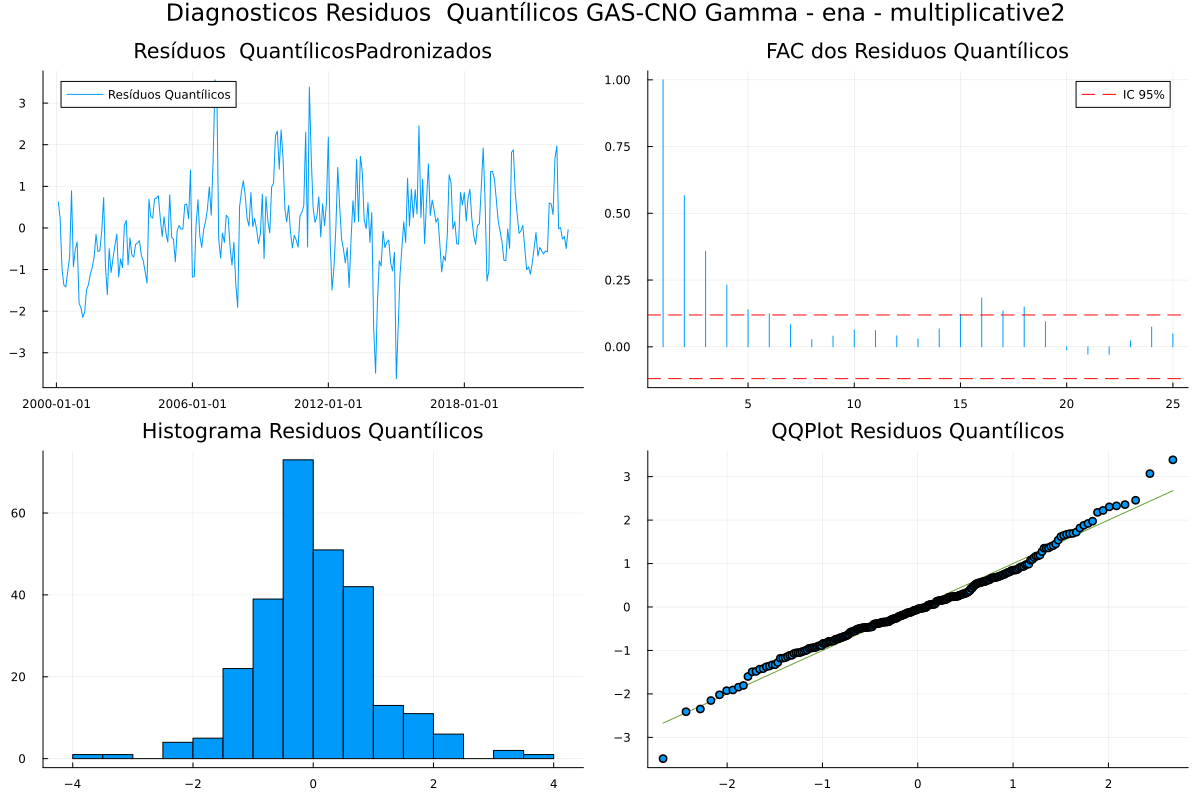 Diagnosticos Residuos  Quantílicos GAS-CNO Gamma - ena - multiplicative2
Resíduos  QuantílicosPadronizados
Resíduos Quantílicos
3
2
1
0
−1
−2
−3
2000-01-01 2006-01-01 2012-01-01 2018-01-01
FAC dos Residuos Quantílicos
IC 95%
1.00
0.75
0.50
0.25
0.00
5 10 15 20 25
Histograma Residuos Quantílicos
60
40
20
0
−4 −2 0 2 4
QQPlot Residuos Quantílicos
3
2
1
0
−1
−2
−3
−2 −1 0 1 2